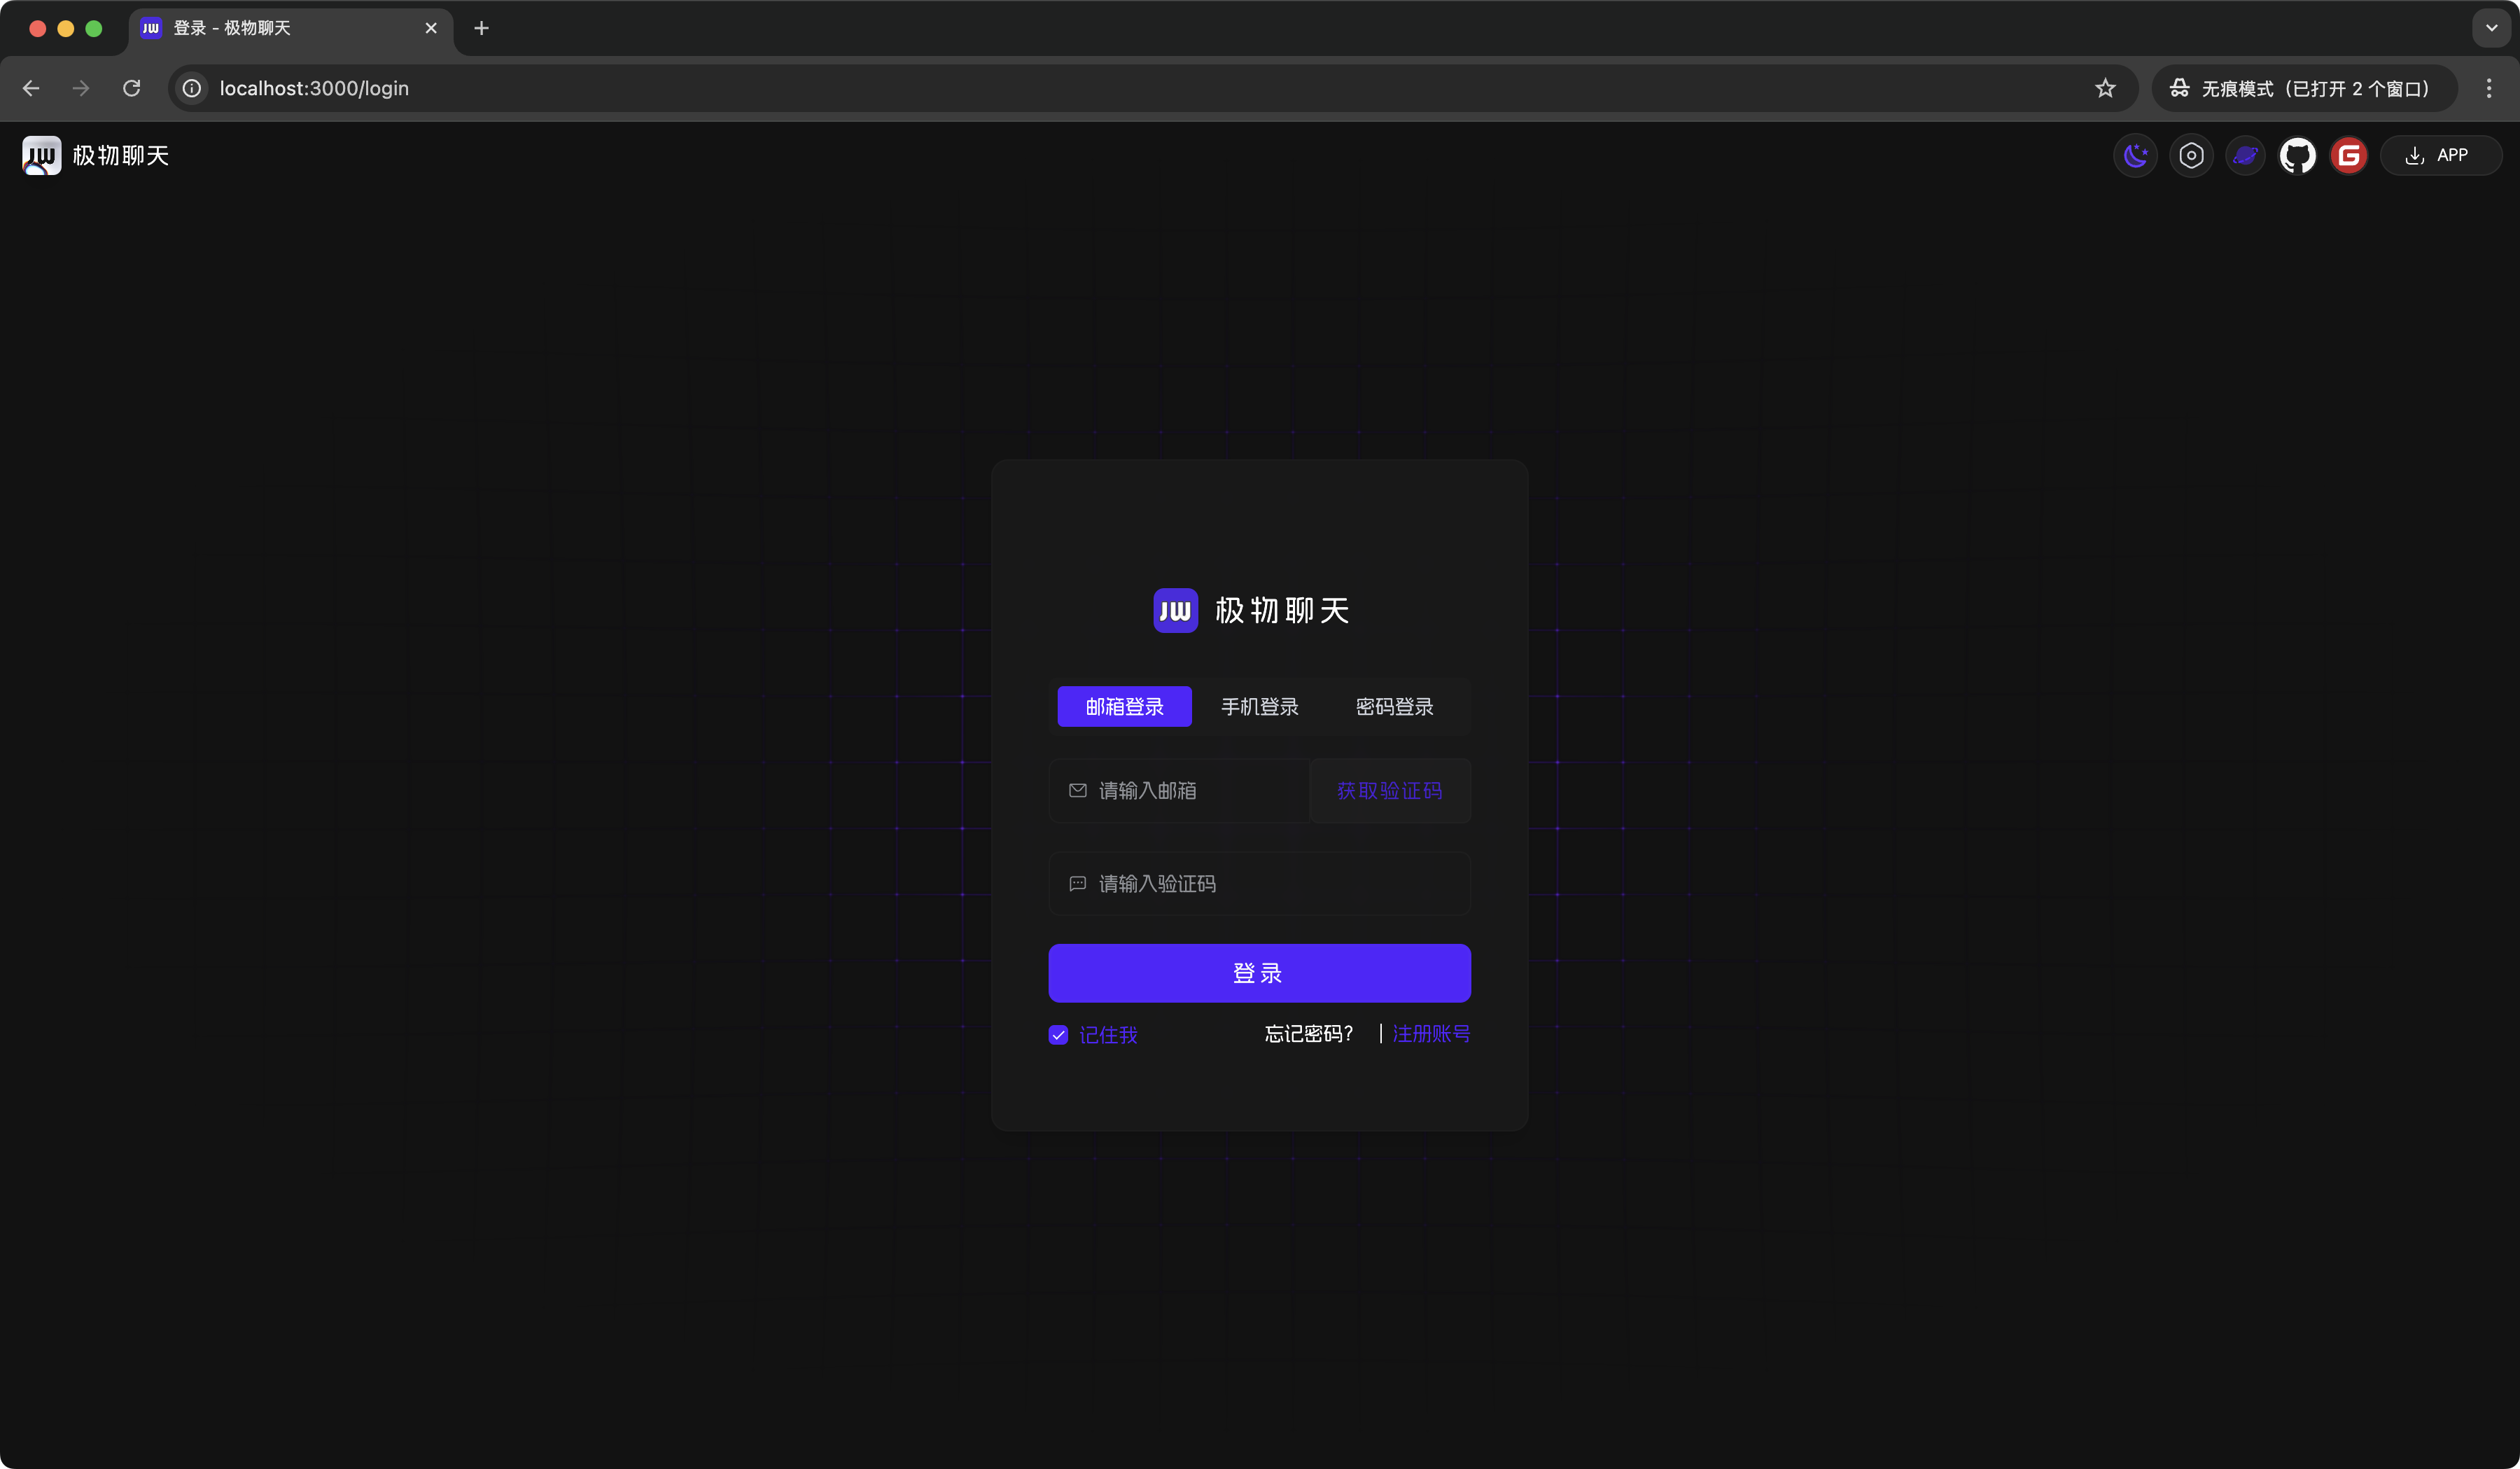 JW 登录 - 极物聊天
localhost:3000/login
无痕模式（已打开 2 个窗口）
JW 极物聊天
APP
JW 极物聊天
邮箱登录 手机登录 密码登录
请输入邮箱 获取验证码
请输入验证码
登录
记住我 忘记密码? | 注册账号